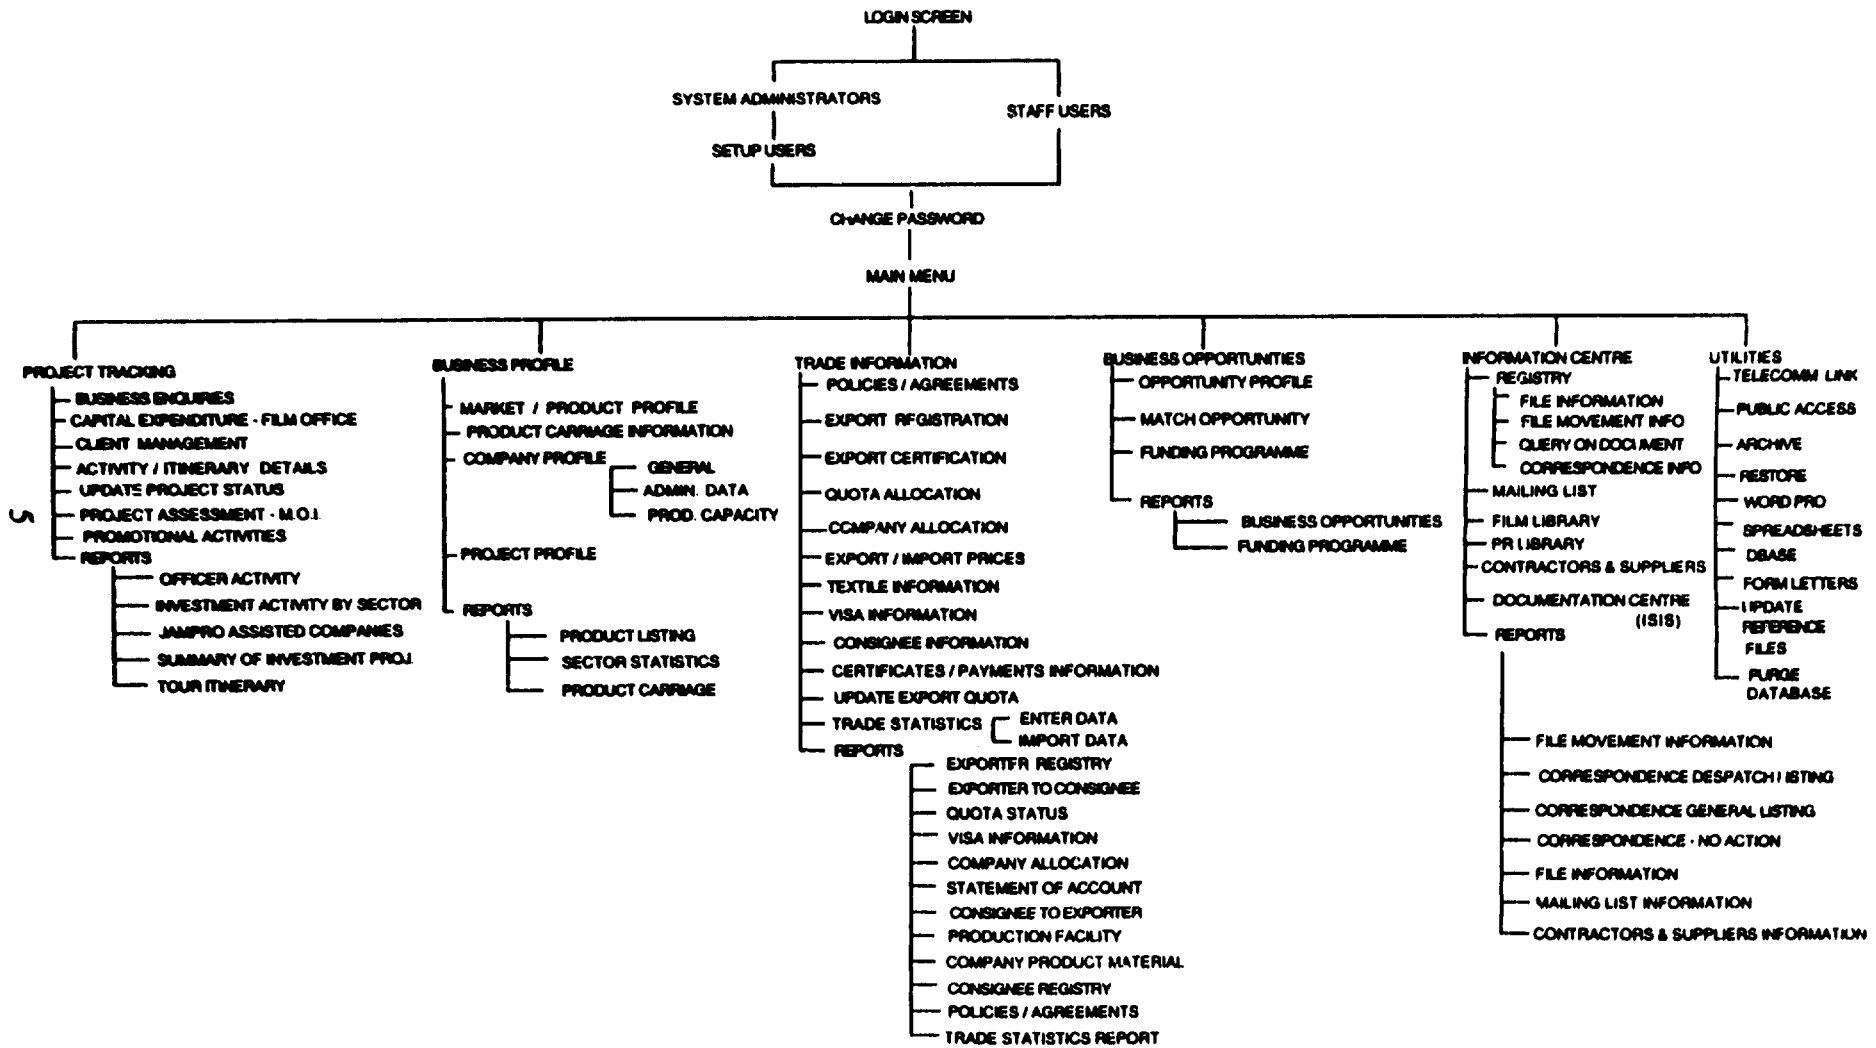 LOGIN SCREEN
SYSTEM ADMINISTRATORS
STAFF USERS
SETUP USERS
CHANGE PASSWORD
MAIN MENU
PROJECT TRACKING
BUSINESS ENQUIRIES
CAPITAL EXPENDITURE - FILM OFFICE
CLIENT MANAGEMENT
ACTIVITY / ITINERARY DETAILS
UPDATE PROJECT STATUS
PROJECT ASSESSMENT - M.O.I.
PROMOTIONAL ACTIVITIES
REPORTS
OFFICER ACTIVITY
INVESTMENT ACTIVITY BY SECTOR
JAMPRO ASSISTED COMPANIES
SUMMARY OF INVESTMENT PROJ.
TOUR ITINERARY
BUSINESS PROFILE
MARKET / PRODUCT PROFILE
PRODUCT CARRIAGE INFORMATION
COMPANY PROFILE
GENERAL
ADMIN. DATA
PROD. CAPACITY
PROJECT PROFILE
REPORTS
PRODUCT LISTING
SECTOR STATISTICS
PRODUCT CARRIAGE
TRADE INFORMATION
POLICIES / AGREEMENTS
EXPORT REGISTRATION
EXPORT CERTIFICATION
QUOTA ALLOCATION
COMPANY ALLOCATION
EXPORT / IMPORT PRICES
TEXTILE INFORMATION
VISA INFORMATION
CONSIGNEE INFORMATION
CERTIFICATES / PAYMENTS INFORMATION
UPDATE EXPORT QUOTA
TRADE STATISTICS
ENTER DATA
IMPORT DATA
REPORTS
EXPORTER REGISTRY
EXPORTER TO CONSIGNEE
QUOTA STATUS
VISA INFORMATION
COMPANY ALLOCATION
STATEMENT OF ACCOUNT
CONSIGNEE TO EXPORTER
PRODUCTION FACILITY
COMPANY PRODUCT MATERIAL
CONSIGNEE REGISTRY
POLICIES / AGREEMENTS
TRADE STATISTICS REPORT
BUSINESS OPPORTUNITIES
OPPORTUNITY PROFILE
MATCH OPPORTUNITY
FUNDING PROGRAMME
REPORTS
BUSINESS OPPORTUNITIES
FUNDING PROGRAMME
INFORMATION CENTRE
REGISTRY
FILE INFORMATION
FILE MOVEMENT INFO
QUERY ON DOCUMENT
CORRESPONDENCE INFO
MAILING LIST
FILM LIBRARY
PR LIBRARY
CONTRACTORS & SUPPLIERS
DOCUMENTATION CENTRE
(ISIS)
REPORTS
FILE MOVEMENT INFORMATION
CORRESPONDENCE DESPATCH LISTING
CORRESPONDENCE GENERAL LISTING
CORRESPONDENCE - NO ACTION
FILE INFORMATION
MAILING LIST INFORMATION
CONTRACTORS & SUPPLIERS INFORMATION
UTILITIES
TELECOMM LINK
PUBLIC ACCESS
ARCHIVE
RESTORE
WORD PRO
SPREADSHEETS
DBASE
FORM LETTERS
UPDATE
REFERENCE
FILES
PURGE
DATABASE
5